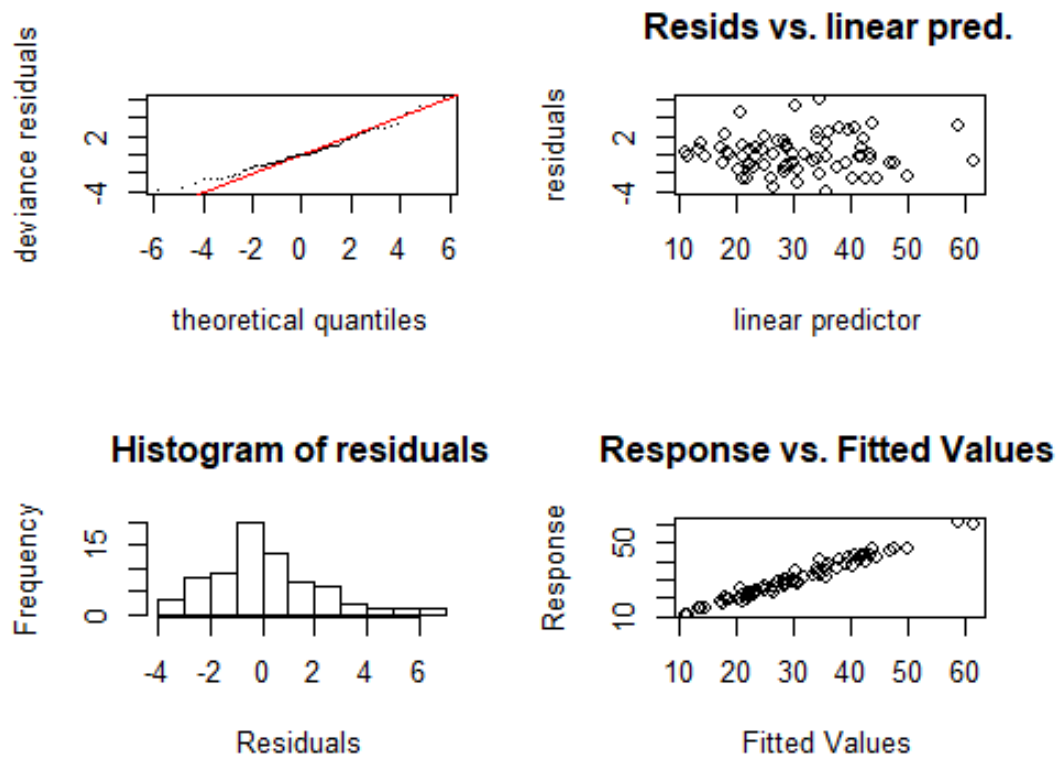 deviance residuals
2
-4
-6 -4 -2 0 2 4 6
theoretical quantiles
Resids vs. linear pred.
residuals
2
-4
10 20 30 40 50 60
linear predictor
Histogram of residuals
Frequency
15
0
-4 -2 0 2 4 6
Residuals
Response vs. Fitted Values
Response
50
10
10 20 30 40 50 60
Fitted Values